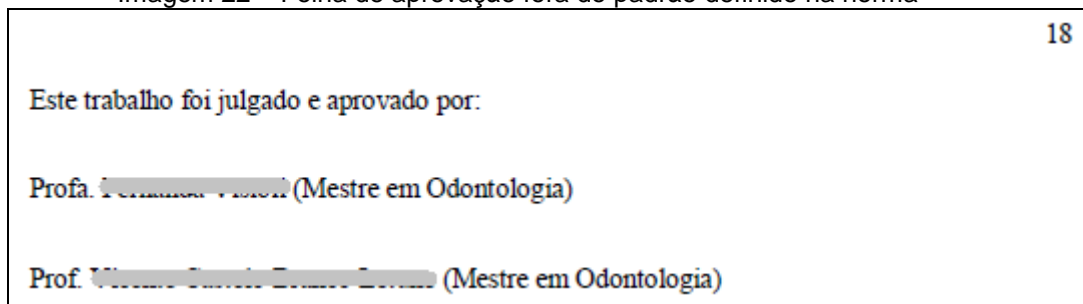 Imagem 22 – Folha de aprovação fora do padrão definido na norma
18
Este trabalho foi julgado e aprovado por:
Profa. (Mestre em Odontologia)
Prof. (Mestre em Odontologia)